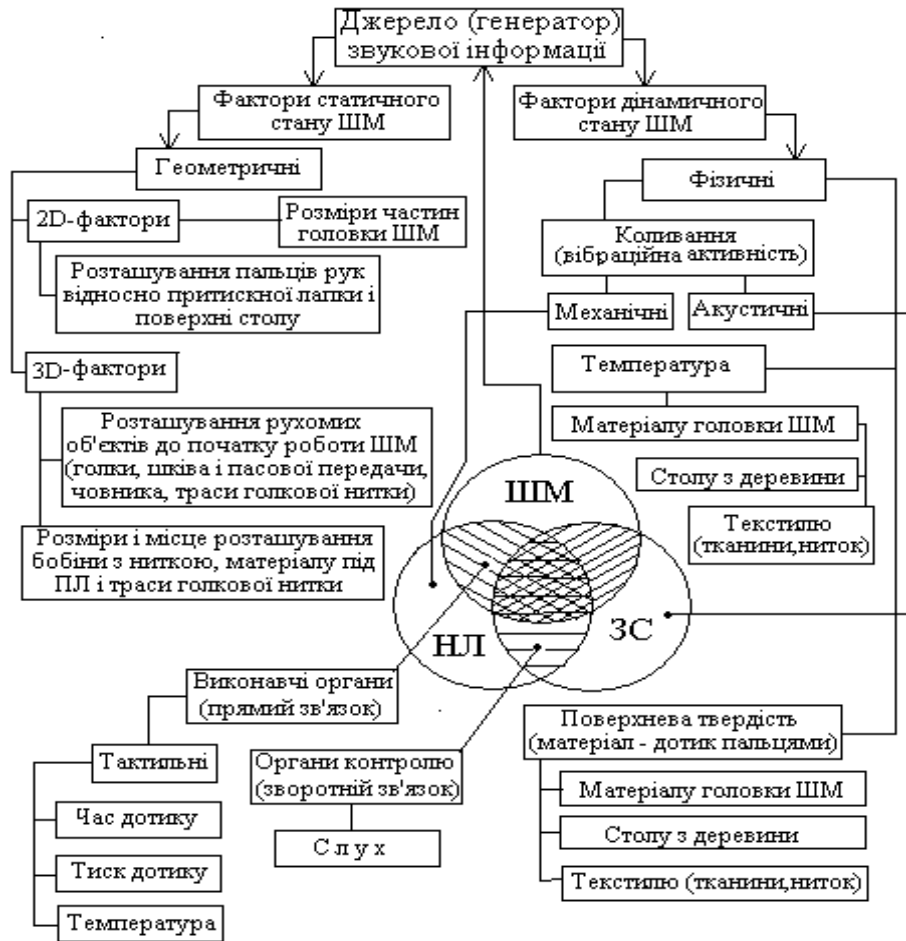 Джерело (генератор)
звукової інформації
Фактори статичного
стану ШМ
Фактори дінамичного
стану ШМ
Геометричні
Фізичні
2D-фактори
Розміри частин
головки ШМ
Коливання
(вібраційна активність)
Розташування пальців рук
відносно притискної лапки і
поверхні столу
Механічні
Акустичні
3D-фактори
Температура
Розташування рухомих
об'єктів до початку роботи ШМ
(голки, шківа і пасової передачи,
човника, траси голкової нитки)
Матеріалу головки ШМ
Столу з деревини
Текстилю
(тканини,ниток)
Розміри і місце розташування
бобіни з ниткою, матеріалу під
ПЛ і траси голкової нитки
ШМ
НЛ
ЗС
Виконавчі органи
(прямий зв'язок)
Тактильні
Час дотику
Тиск дотику
Температура
Органи контролю
(зворотній зв'язок)
С л у х
Поверхнева твердість
(матеріал - дотик пальцями)
Матеріалу головки ШМ
Столу з деревини
Текстилю (тканини,ниток)